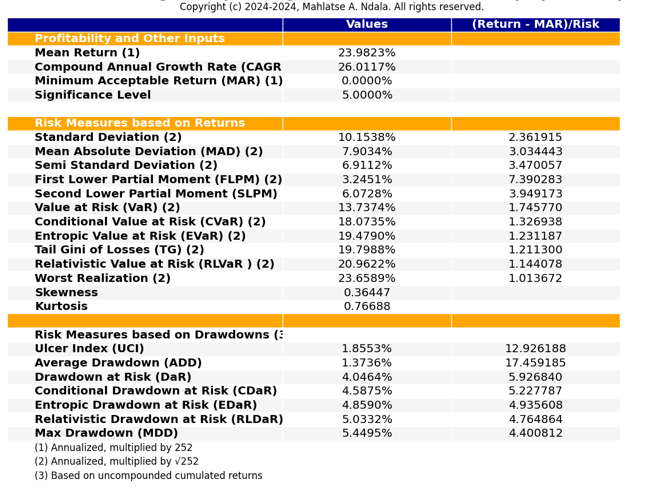 Copyright (c) 2024-2024, Mahlatse A. Ndala. All rights reserved.
Values (Return - MAR)/Risk
Profitability and Other Inputs
Mean Return (1) 23.9823%
Compound Annual Growth Rate (CAGR 26.0117%
Minimum Acceptable Return (MAR) (1) 0.0000%
Significance Level 5.0000%
Risk Measures based on Returns
Standard Deviation (2) 10.1538% 2.361915
Mean Absolute Deviation (MAD) (2) 7.9034% 3.034443
Semi Standard Deviation (2) 6.9112% 3.470057
First Lower Partial Moment (FLPM) (2) 3.2451% 7.390283
Second Lower Partial Moment (SLPM) 6.0728% 3.949173
Value at Risk (VaR) (2) 13.7374% 1.745770
Conditional Value at Risk (CVaR) (2) 18.0735% 1.326938
Entropic Value at Risk (EVaR) (2) 19.4790% 1.231187
Tail Gini of Losses (TG) (2) 19.7988% 1.211300
Relativistic Value at Risk (RLVaR ) (2) 20.9622% 1.144078
Worst Realization (2) 23.6589% 1.013672
Skewness 0.36447
Kurtosis 0.76688
Risk Measures based on Drawdowns (3
Ulcer Index (UCI) 1.8553% 12.926188
Average Drawdown (ADD) 1.3736% 17.459185
Drawdown at Risk (DaR) 4.0464% 5.926840
Conditional Drawdown at Risk (CDaR) 4.5875% 5.227787
Entropic Drawdown at Risk (EDaR) 4.8590% 4.935608
Relativistic Drawdown at Risk (RLDaR) 5.0332% 4.764864
Max Drawdown (MDD) 5.4495% 4.400812
(1) Annualized, multiplied by 252
(2) Annualized, multiplied by √252
(3) Based on uncompounded cumulated returns